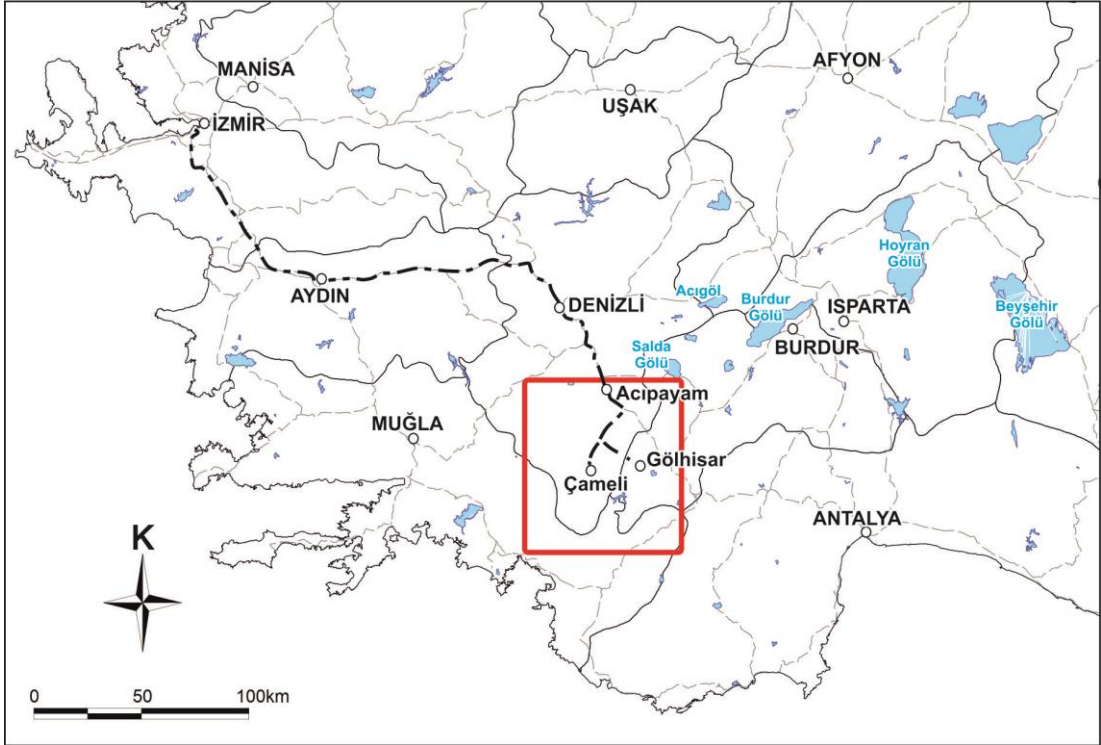 AFYON
MANİSA
UŞAK
İZMİR
Hoyran
Gölü
AYDIN
DENİZLİ
Acıgöl
Burdur
Gölü
ISPARTA
Beyşehir
Gölü
BURDUR
Salda
Gölü
Acıpayam
MUĞLA
Gölhisar
Çameli
ANTALYA
K
0 50 100km